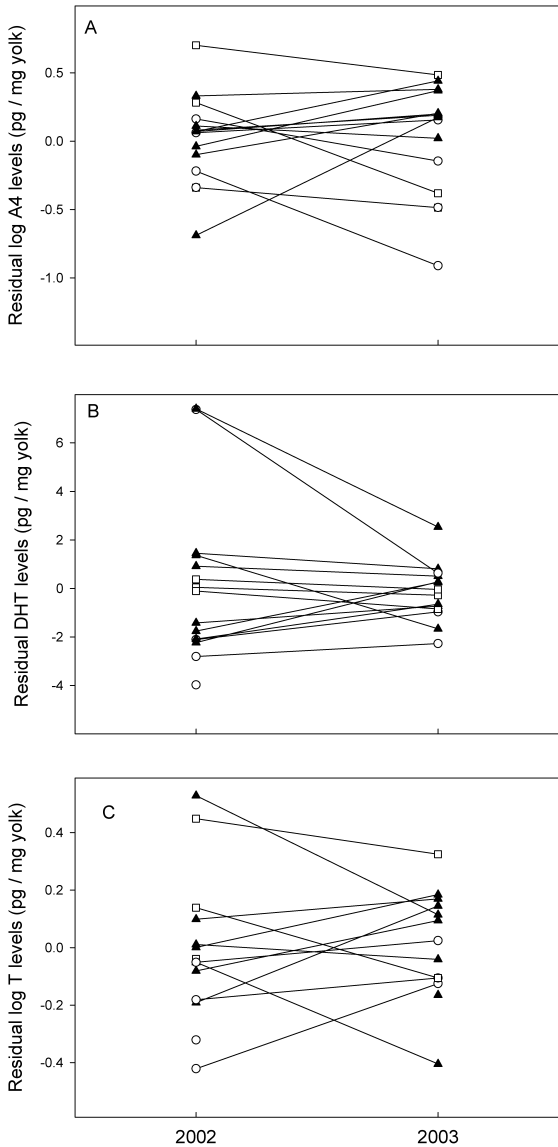 A
Residual log A4 levels (pg / mg yolk)
0.5
0.0
-0.5
-1.0
B
Residual DHT levels (pg / mg yolk)
6
4
2
0
-2
-4
C
Residual log T levels (pg / mg yolk)
0.4
0.2
0.0
-0.2
-0.4
2002 2003